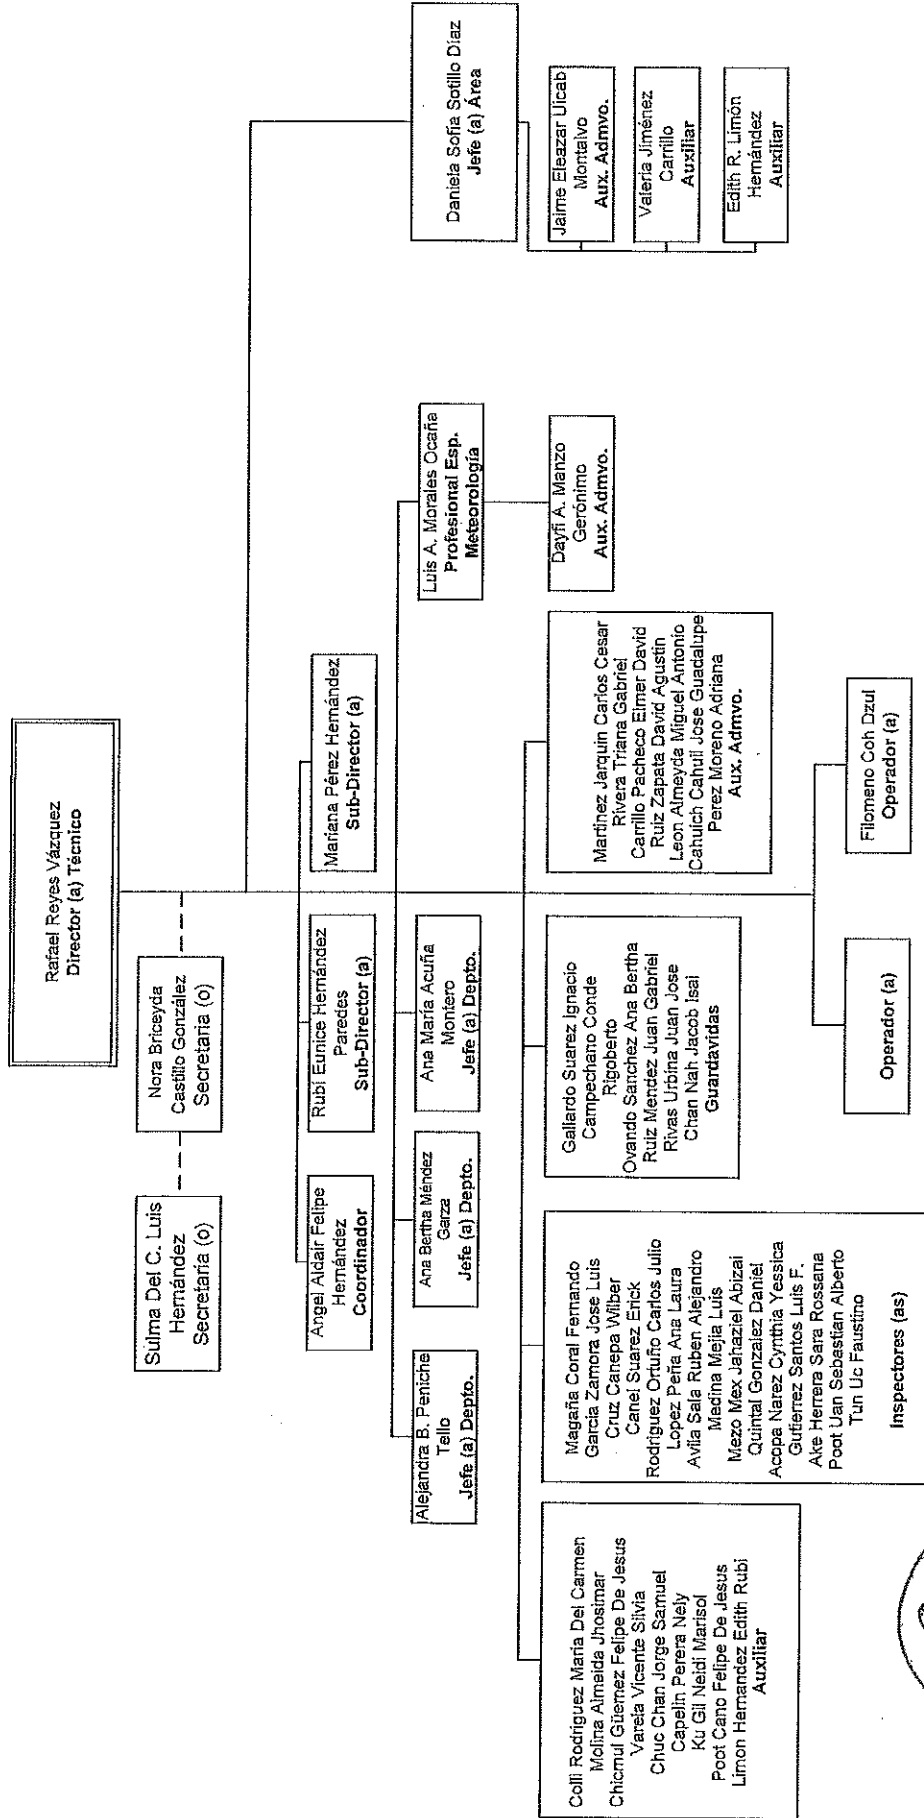 Rafael Reyes Vázquez
Director (a) Técnico
Sulma Del C. Luis
Hernández
Secretaria (o)
Nora Briceyda
Castillo González
Secretaria (o)
Angel Aldair Felipe
Hernández
Coordinador
Rubí Eunice Hernández
Paredes
Sub-Director (a)
Mariana Pérez Hernández
Sub-Director (a)
Daniela Sofía Sotillo Díaz
Jefe (a) Área
Alejandra B. Peniche
Tello
Jefe (a) Depto.
Ana Bertha Méndez
Garza
Jefe (a) Depto.
Ana María Acuña
Montero
Jefe (a) Depto.
Luis A. Morales Ocaña
Profesional Esp.
Meteorología
Jaime Eleazar Uicab
Montalvo
Aux. Admvo.
Valeria Jiménez
Carrillo
Auxiliar
Edith R. Limón
Hernández
Auxiliar
Dayfi A. Manzo
Gerónimo
Aux. Admvo.
Colli Rodriguez Maria Del Carmen
Molina Almeida Jhosimar
Chicmul Güemez Felipe De Jesus
Varela Vicente Silvia
Chuc Chan Jorge Samuel
Capelin Perera Nely
Ku Gil Neidi Marisol
Poot Cano Felipe De Jesus
Limon Hernandez Edith Rubi
Auxiliar
Magaña Coral Fernando
Garcia Zamora Jose Luis
Cruz Canepa Wilber
Canel Suarez Erick
Rodriguez Ortuño Carlos Julio
Lopez Peña Ana Laura
Avila Sala Ruben Alejandro
Medina Mejia Luis
Mezo Mex Jahaziel Abizai
Quintal Gonzalez Daniel
Acopa Narez Cynthia Yessica
Gutierrez Santos Luis F.
Ake Herrera Sara Rossana
Poot Uan Sebastian Alberto
Tun Uc Faustino
Inspectores (as)
Gallardo Suarez Ignacio
Campechano Conde
Rigoberto
Ovando Sanchez Ana Bertha
Ruiz Mendez Juan Gabriel
Rivas Urbina Juan Jose
Chan Nah Jacob Isai
Guardavidas
Martinez Jarquin Carlos Cesar
Rivera Triana Gabriel
Carrillo Pacheco Elmer David
Ruiz Zapata David Agustin
Leon Almeyda Miguel Antonio
Cahuich Cahuil Jose Guadalupe
Perez Moreno Adriana
Aux. Admvo.
Operador (a)
Filomeno Coh Dzul
Operador (a)